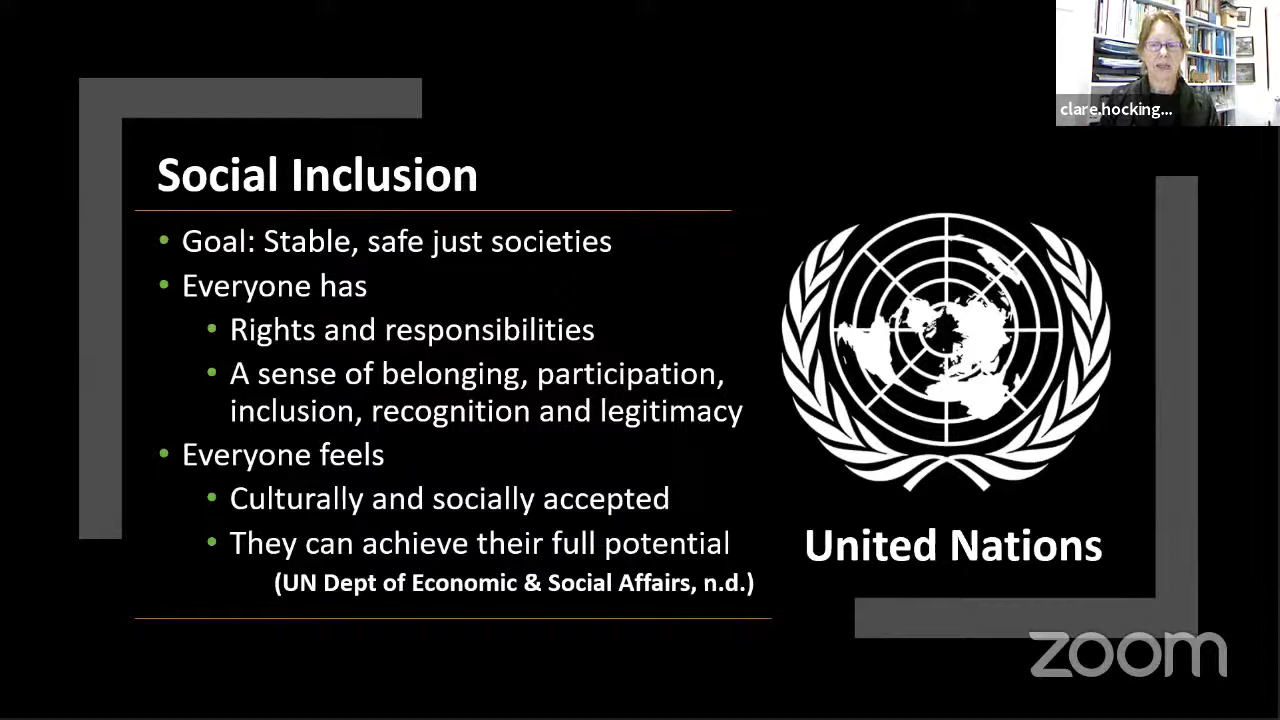 clare.hocking...
Social Inclusion
• Goal: Stable, safe just societies
• Everyone has
• Rights and responsibilities
• A sense of belonging, participation,
inclusion, recognition and legitimacy
• Everyone feels
• Culturally and socially accepted
• They can achieve their full potential
(UN Dept of Economic & Social Affairs, n.d.)
United Nations
zoom